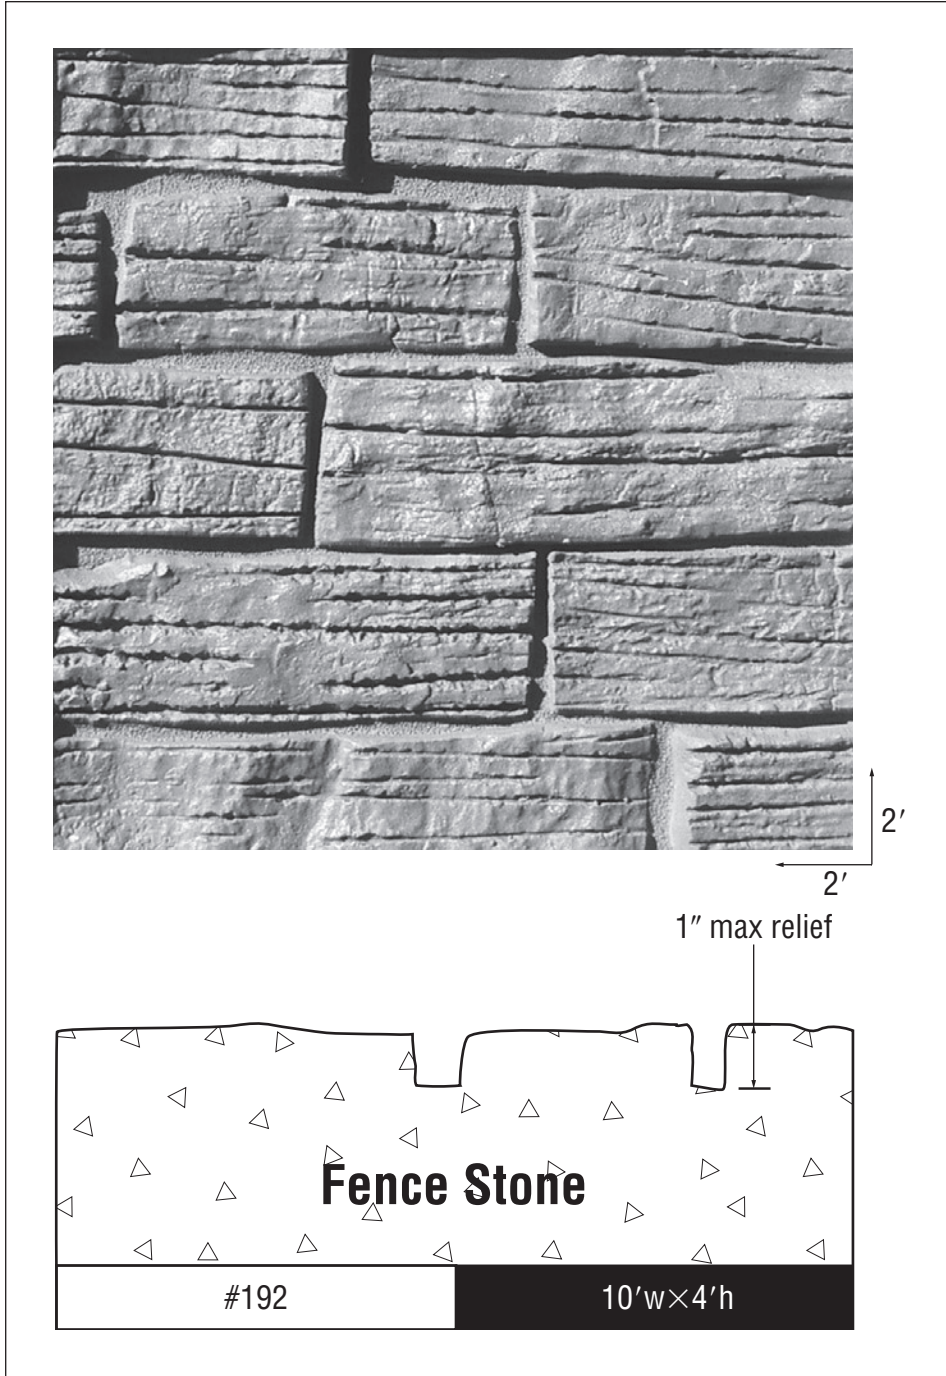 2′
2′
1″ max relief
Fence Stone
#192
10′w×4′h